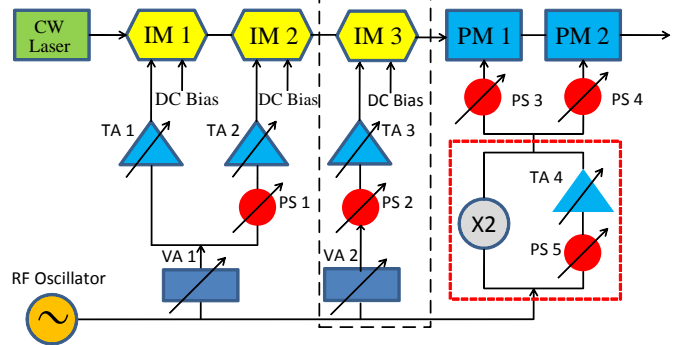 CW
Laser
IM 1
IM 2
IM 3
PM 1
PM 2
DC Bias
DC Bias
DC Bias
PS 3
PS 4
TA 1
TA 2
TA 3
TA 4
PS 1
PS 2
X2
PS 5
VA 1
VA 2
RF Oscillator